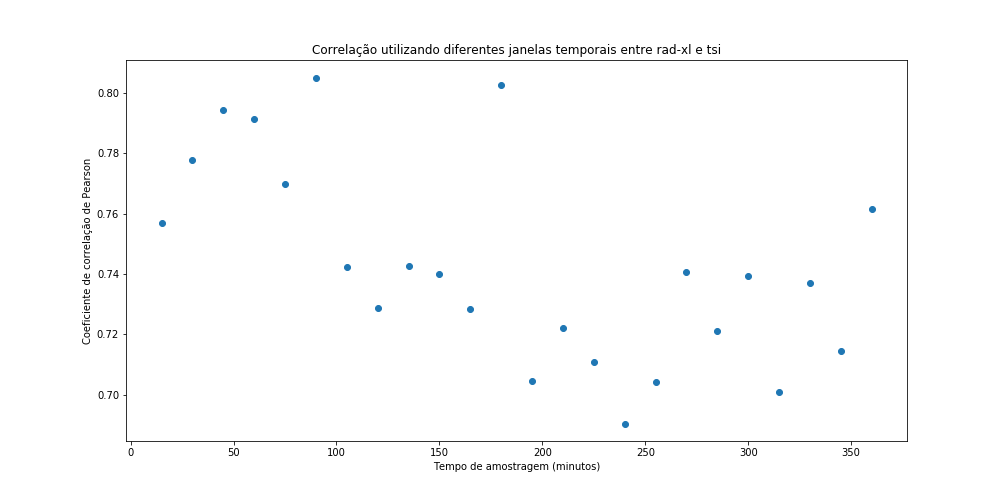 Correlação utilizando diferentes janelas temporais entre rad-xl e tsi
Coeficiente de correlação de Pearson
0.80
0.78
0.76
0.74
0.72
0.70
0 50 100 150 200 250 300 350
Tempo de amostragem (minutos)